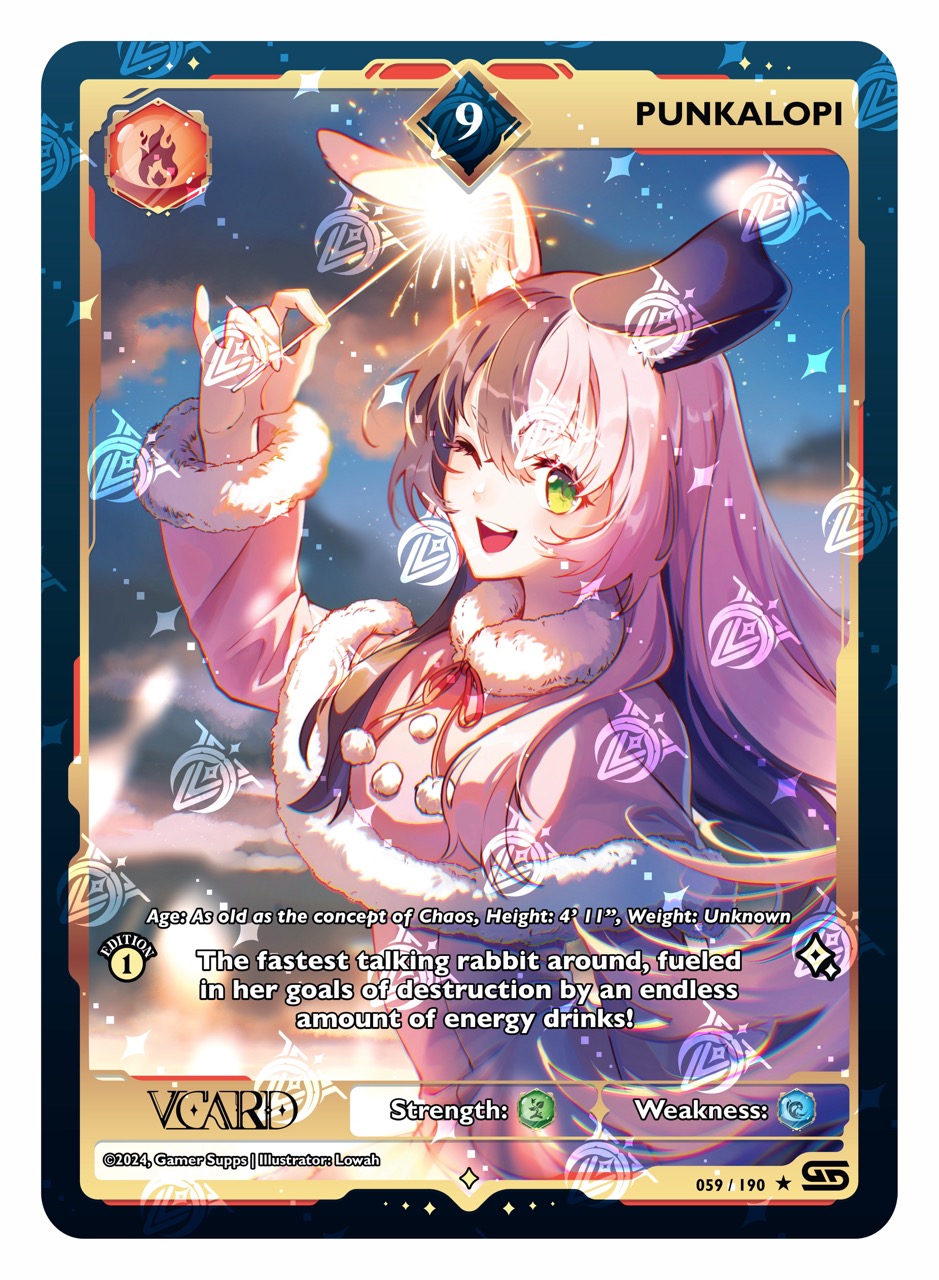 9
PUNKALOPI
Age: As old as the concept of Chaos, Height: 4’ 11”, Weight: Unknown
EDITION
1
The fastest talking rabbit around, fueled
in her goals of destruction by an endless
amount of energy drinks!
VCARD
Strength:
Weakness:
©2024, Gamer Supps | Illustrator: Lowah
059 / 190 ★
GS